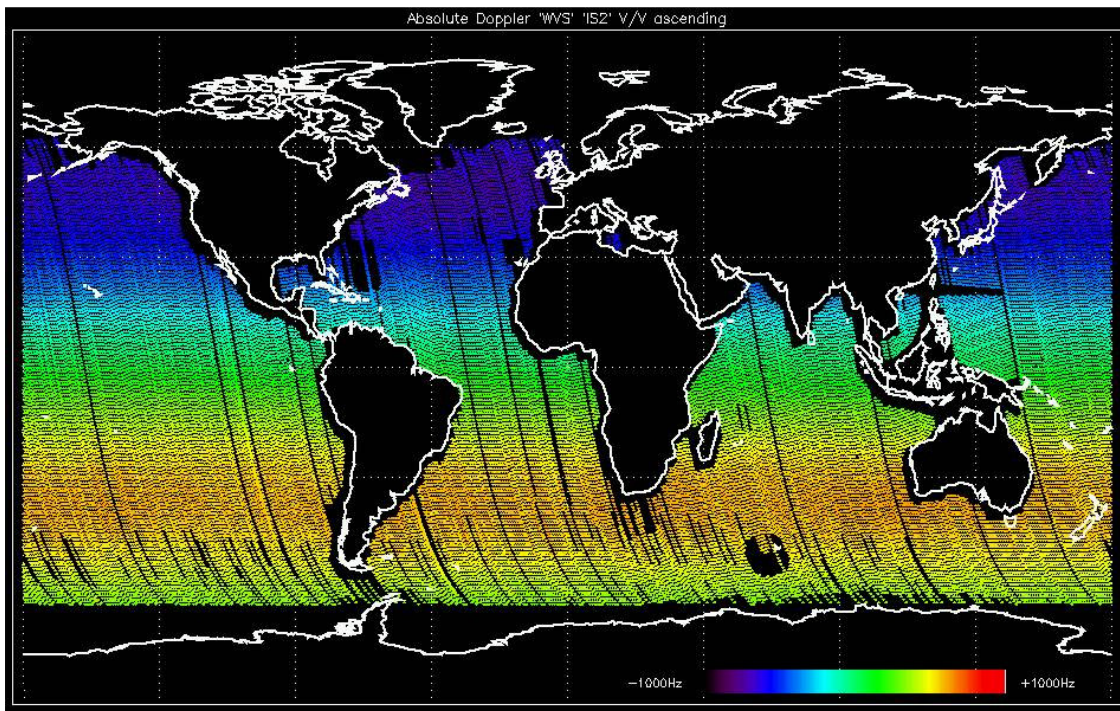 Absolute Doppler 'WVS' 'IS2' V/V ascending
-1000Hz +1000Hz